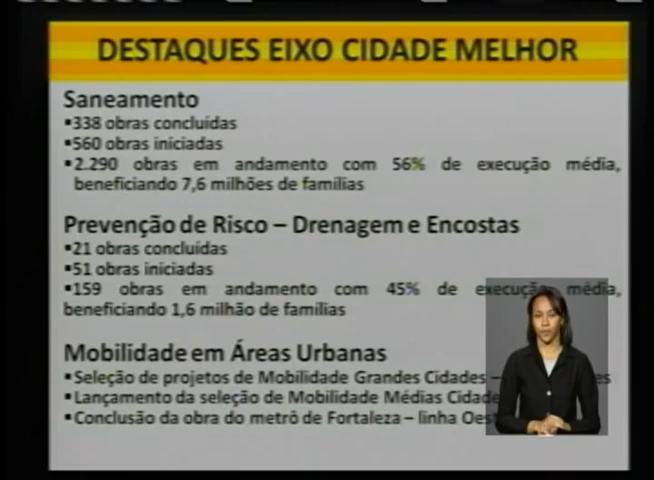 DESTAQUES EIXO CIDADE MELHOR
Saneamento
▪338 obras concluídas
▪560 obras iniciadas
▪2.290 obras em andamento com 56% de execução média,
beneficiando 7,6 milhões de famílias
Prevenção de Risco – Drenagem e Encostas
▪21 obras concluídas
▪51 obras iniciadas
▪159 obras em andamento com 45% de execução média,
beneficiando 1,6 milhão de famílias
Mobilidade em Áreas Urbanas
▪Seleção de projetos de Mobilidade Grandes Cidades –
▪Lançamento da seleção de Mobilidade Médias
▪Conclusão da obra do metrô de Fortaleza – linha